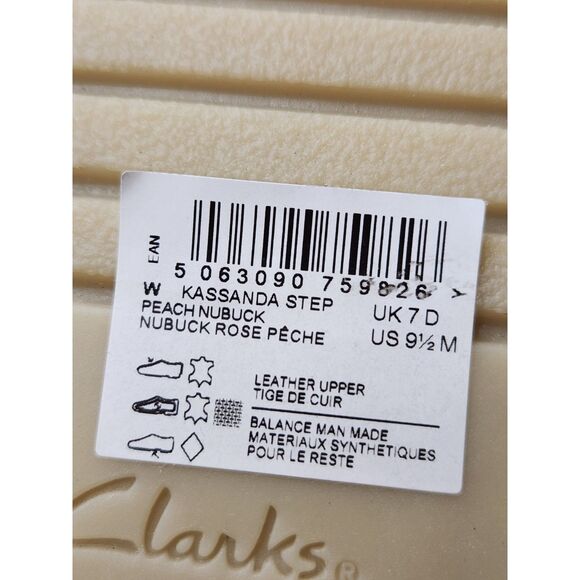 EAN
5 063090 759826 >
W KASSANDA STEP UK 7 D
PEACH NUBUCK US 9½ M
NUBUCK ROSE PÊCHE
LEATHER UPPER
TIGE DE CUIR
BALANCE MAN MADE
MATERIAUX SYNTHETIQUES
POUR LE RESTE
Clarks®